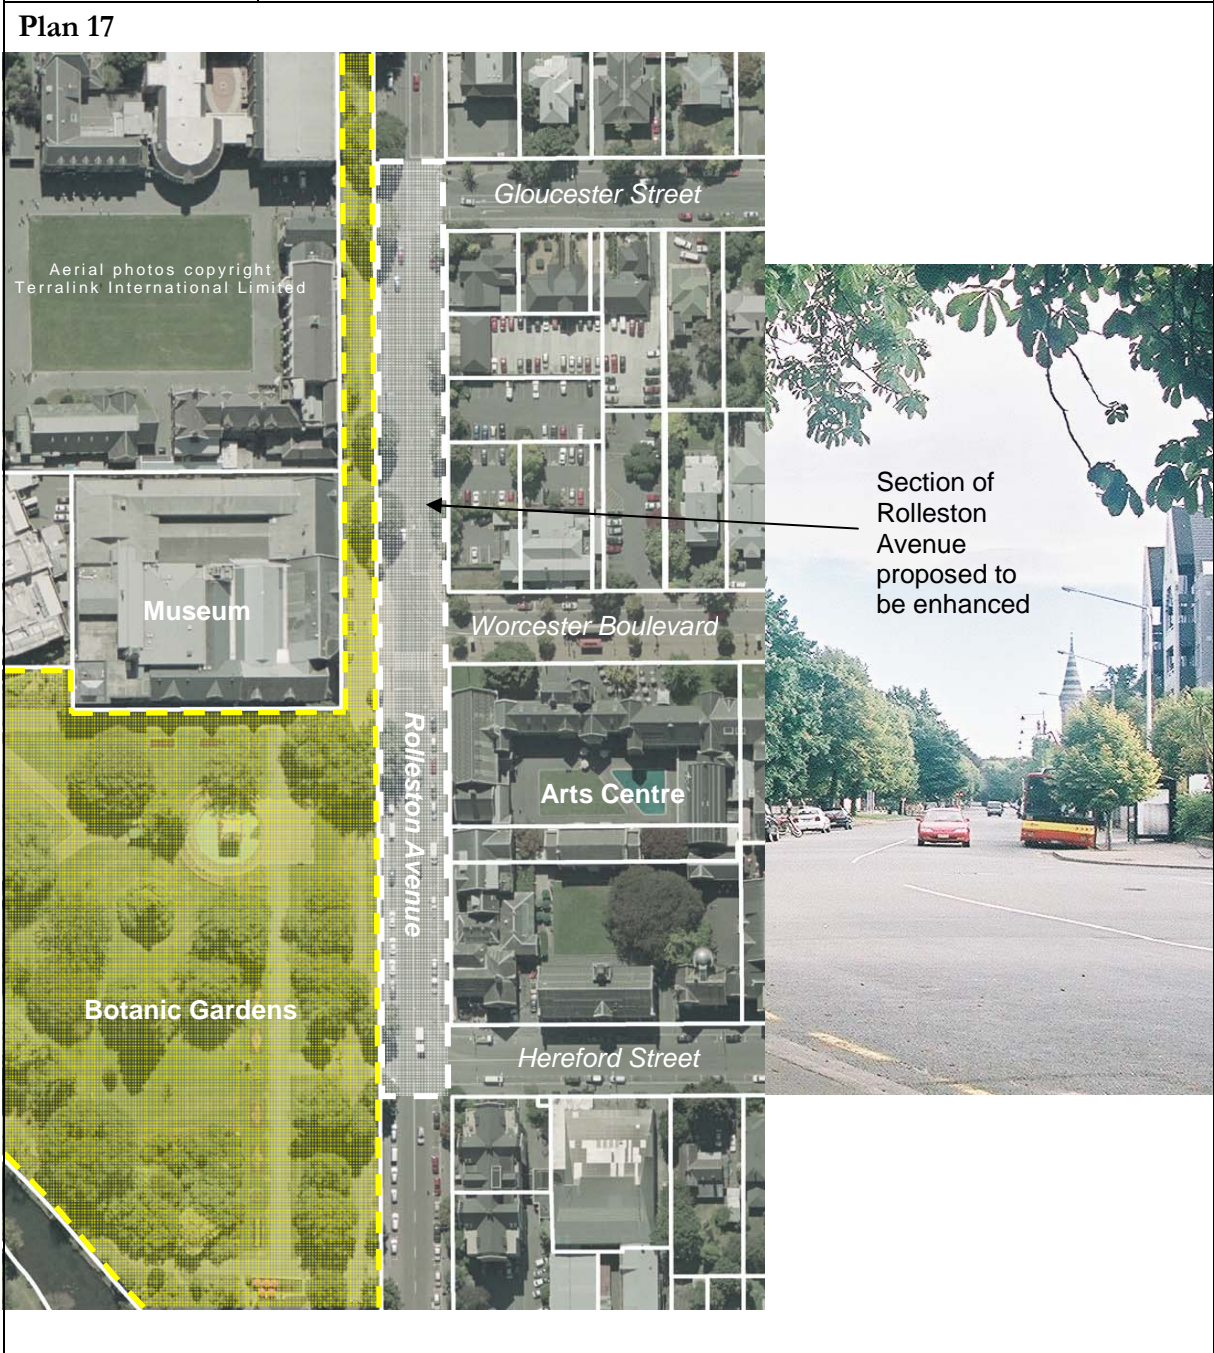 Plan 17
Gloucester Street
Aerial photos copyright
Terralink International Limited
Section of
Rolleston
Avenue
proposed to
be enhanced
Museum
Worcester Boulevard
Rolleston Avenue
Arts Centre
Botanic Gardens
Hereford Street